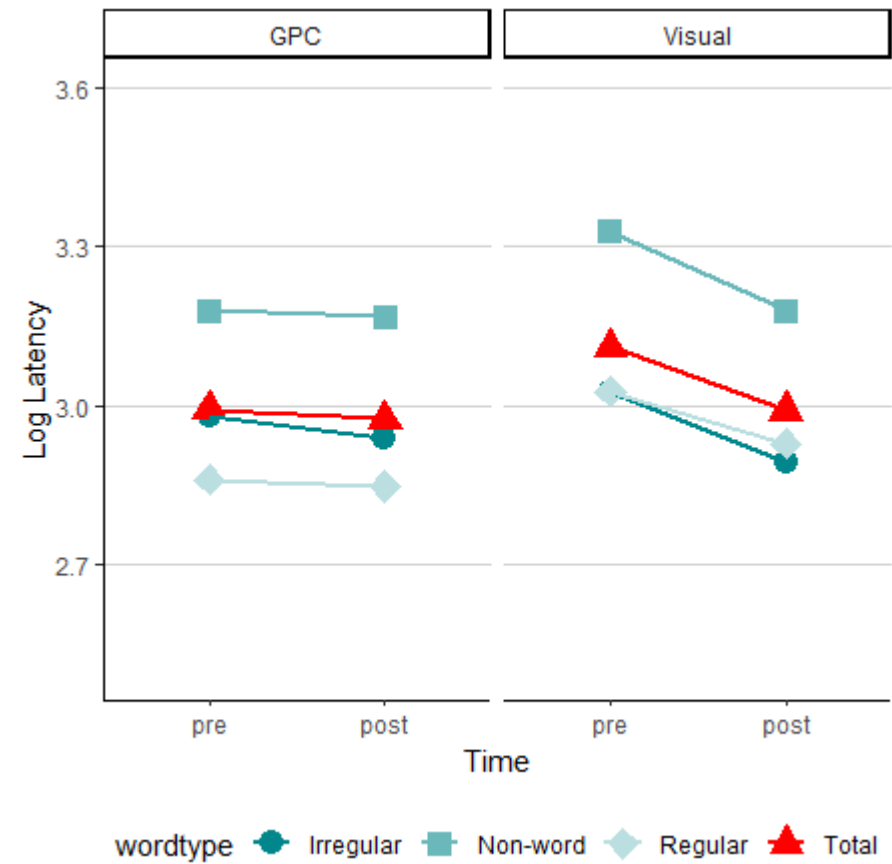 GPC Visual
3.6
3.3
3.0
2.7
Log Latency
pre post pre post
Time
wordtype Irregular Non-word Regular Total